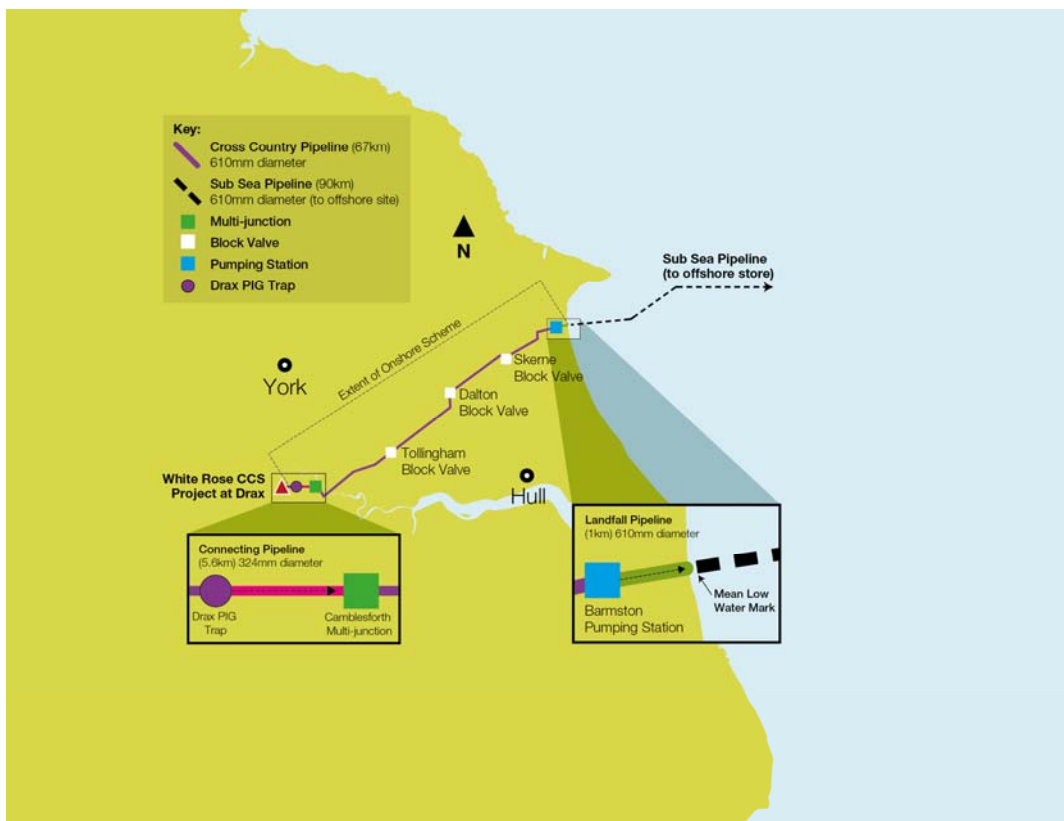 Key:
Cross Country Pipeline (67km)
610mm diameter
Sub Sea Pipeline (90km)
610mm diameter (to offshore site)
Multi-junction
Block Valve
Pumping Station
Drax PIG Trap
N
Sub Sea Pipeline
(to offshore store)
Extent of Onshore Scheme
York
Skerne
Block Valve
Dalton
Block Valve
Tollingham
Block Valve
White Rose CCS
Project at Drax
Hull
Connecting Pipeline
(5.6km) 324mm diameter
Drax PIG
Trap
Camblesforth
Multi-junction
Landfall Pipeline
(1km) 610mm diameter
Mean Low
Water Mark
Barmston
Pumping Station